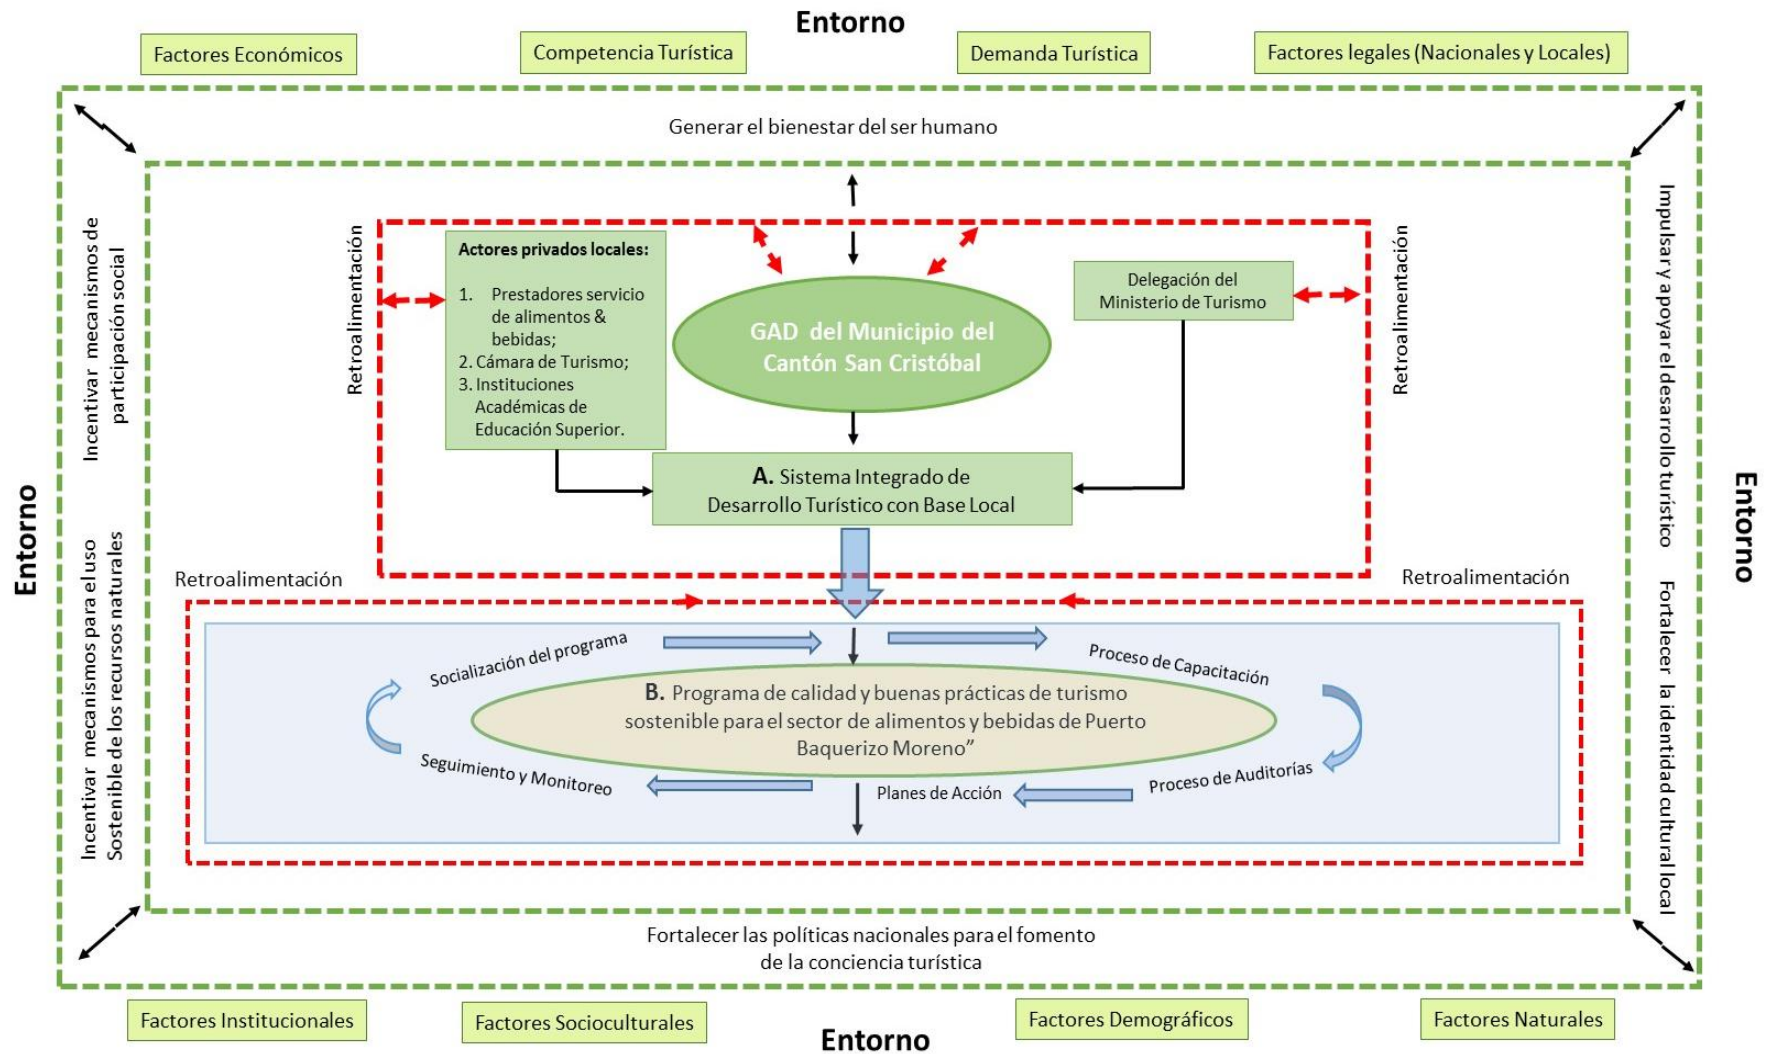 Entorno
Factores Económicos
Competencia Turística
Demanda Turística
Factores legales (Nacionales y Locales)
Generar el bienestar del ser humano
Entorno
Incentivar mecanismos de
participación social
Incentivar mecanismos para el uso
Sostenible de los recursos naturales
Retroalimentación
Actores privados locales:
1. Prestadores servicio
de alimentos &
bebidas;
2. Cámara de Turismo;
3. Instituciones
Académicas de
Educación Superior.
GAD del Municipio del
Cantón San Cristóbal
Delegación del
Ministerio de Turismo
Retroalimentación
Impulsar y apoyar el desarrollo turístico
Fortalecer la identidad cultural local
Entorno
A. Sistema Integrado de
Desarrollo Turístico con Base Local
Retroalimentación
Retroalimentación
Socialización del programa
Proceso de Capacitación
B. Programa de calidad y buenas prácticas de turismo
sostenible para el sector de alimentos y bebidas de Puerto
Baquerizo Moreno”
Seguimiento y Monitoreo
Planes de Acción
Proceso de Auditorías
Fortalecer las políticas nacionales para el fomento
de la conciencia turística
Factores Institucionales
Factores Socioculturales
Entorno
Factores Demográficos
Factores Naturales